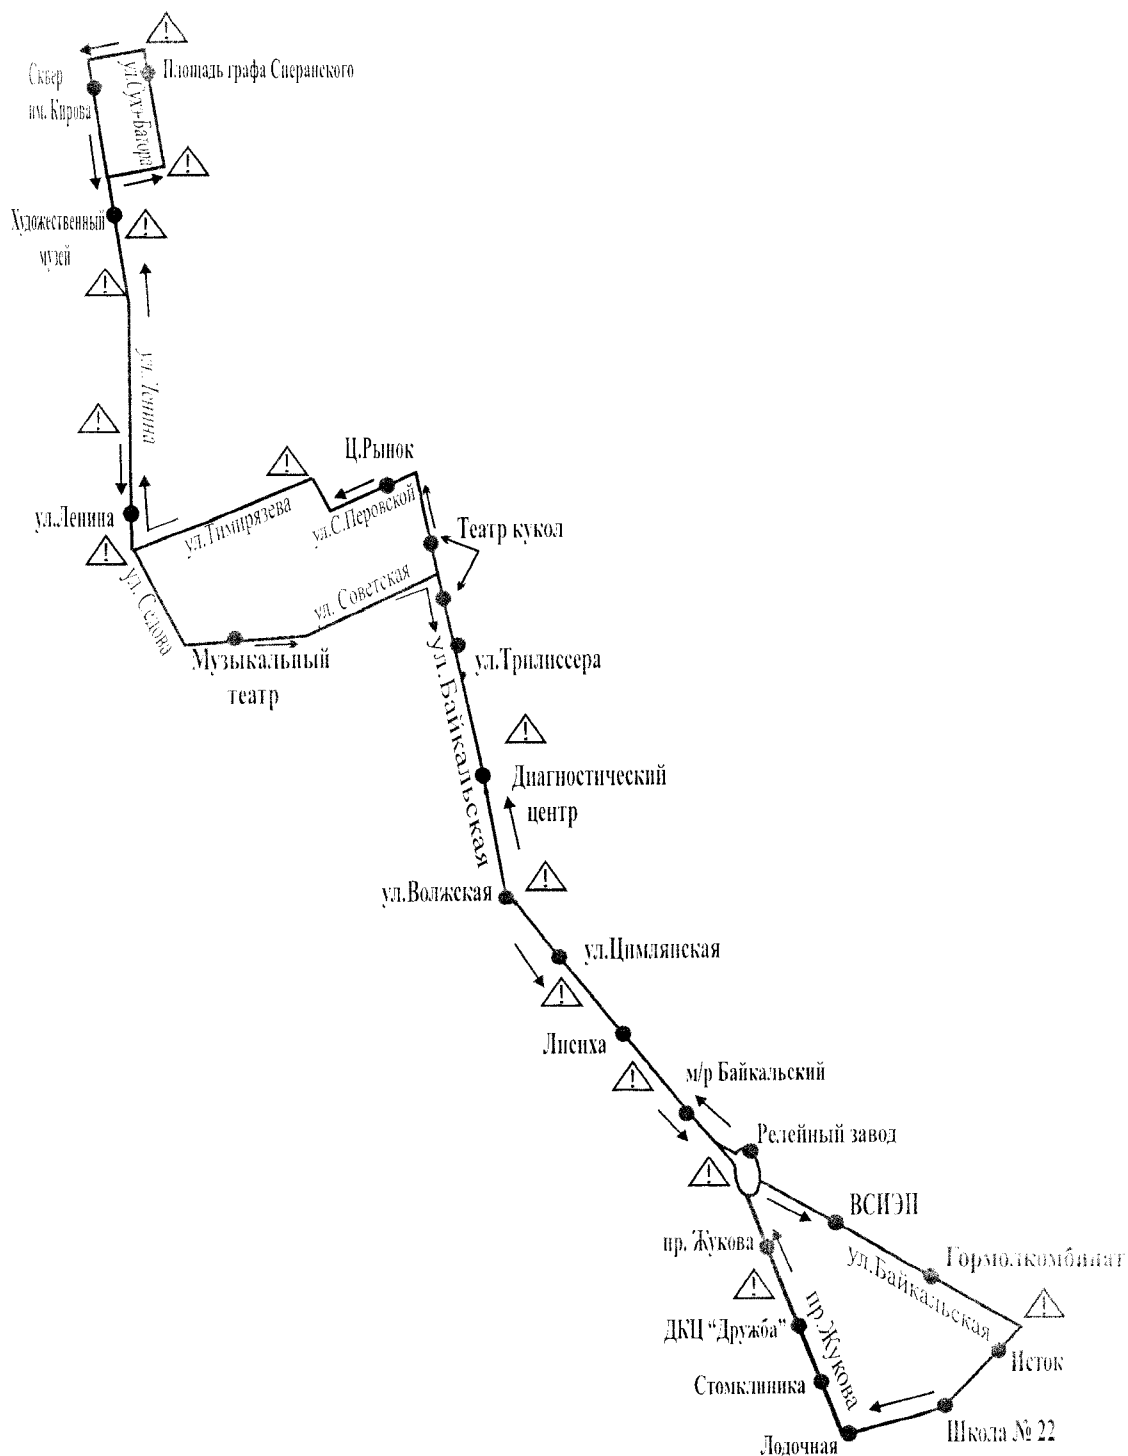 Площадь графа Сперанского
Сквер
им. Кирова
ул.Сухэ-Батора
Художественный
музей
ул. Ленина
Ц.Рынок
ул.Ленина
ул.Тимирязева
ул.С.Перовской
Театр кукол
ул. Седова
ул. Советская
Музыкальный
театр
ул.Трилиссера
ул.Байкальская
Диагностический
центр
ул.Волжская
ул.Цимлянская
Лисиха
м/р Байкальский
Релейный завод
ВСИЭП
пр. Жукова
Гормолкомбинат
ул.Байкальская
пр.Жукова
ДКЦ “Дружба”
Исток
Стомклиника
Школа № 22
Лодочная